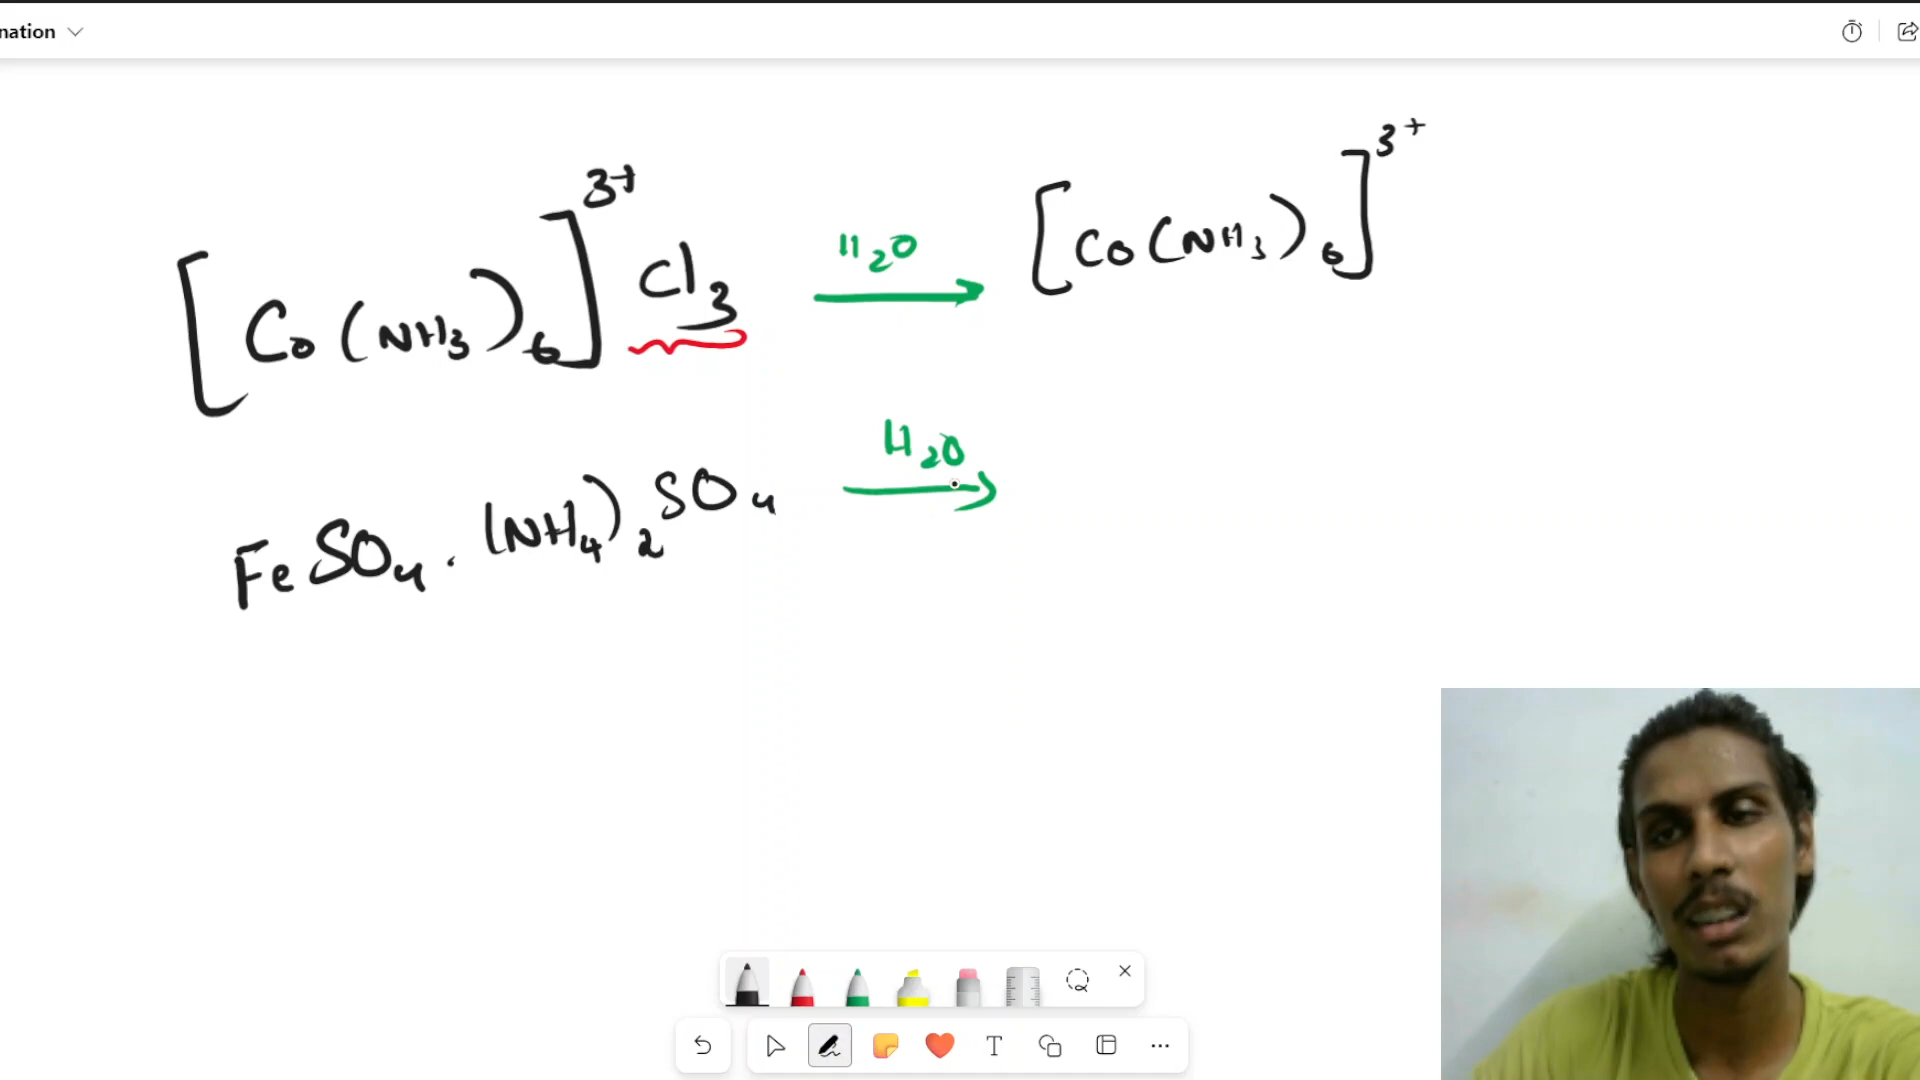 nation
[Co(NH₃)₆]³⁺Cl₃ H₂O → [Co(NH₃)₆]³⁺
FeSO₄ . (NH₄)₂SO₄ H₂O →
T